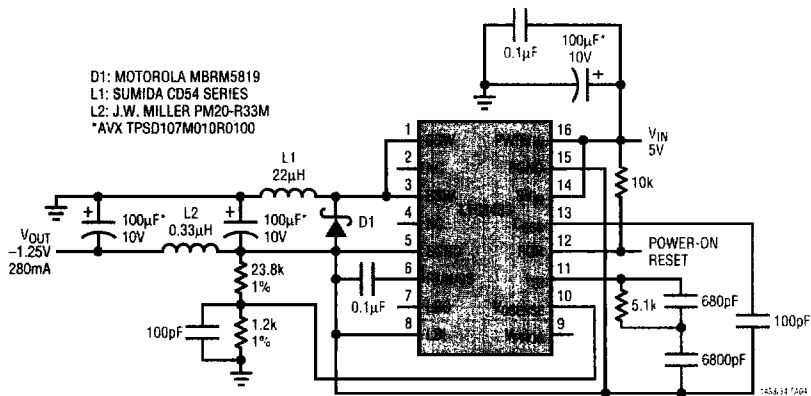 0.1µF
100µF*
10V
D1: MOTOROLA MBRM5819
L1: SUMIDA CD54 SERIES
L2: J.W. MILLER PM20-R33M
*AVX TPSD107M010R0100
1
2
3
4
5
6
7
8
16
15
14
13
12
11
10
9
VIN
5V
L1
22µH
10k
100µF*
10V
L2
0.33µH
100µF*
10V
D1
VOUT
–1.25V
280mA
POWER-ON
RESET
23.8k
1%
0.1µF
5.1k
680pF
100pF
100pF
1.2k
1%
6800pF